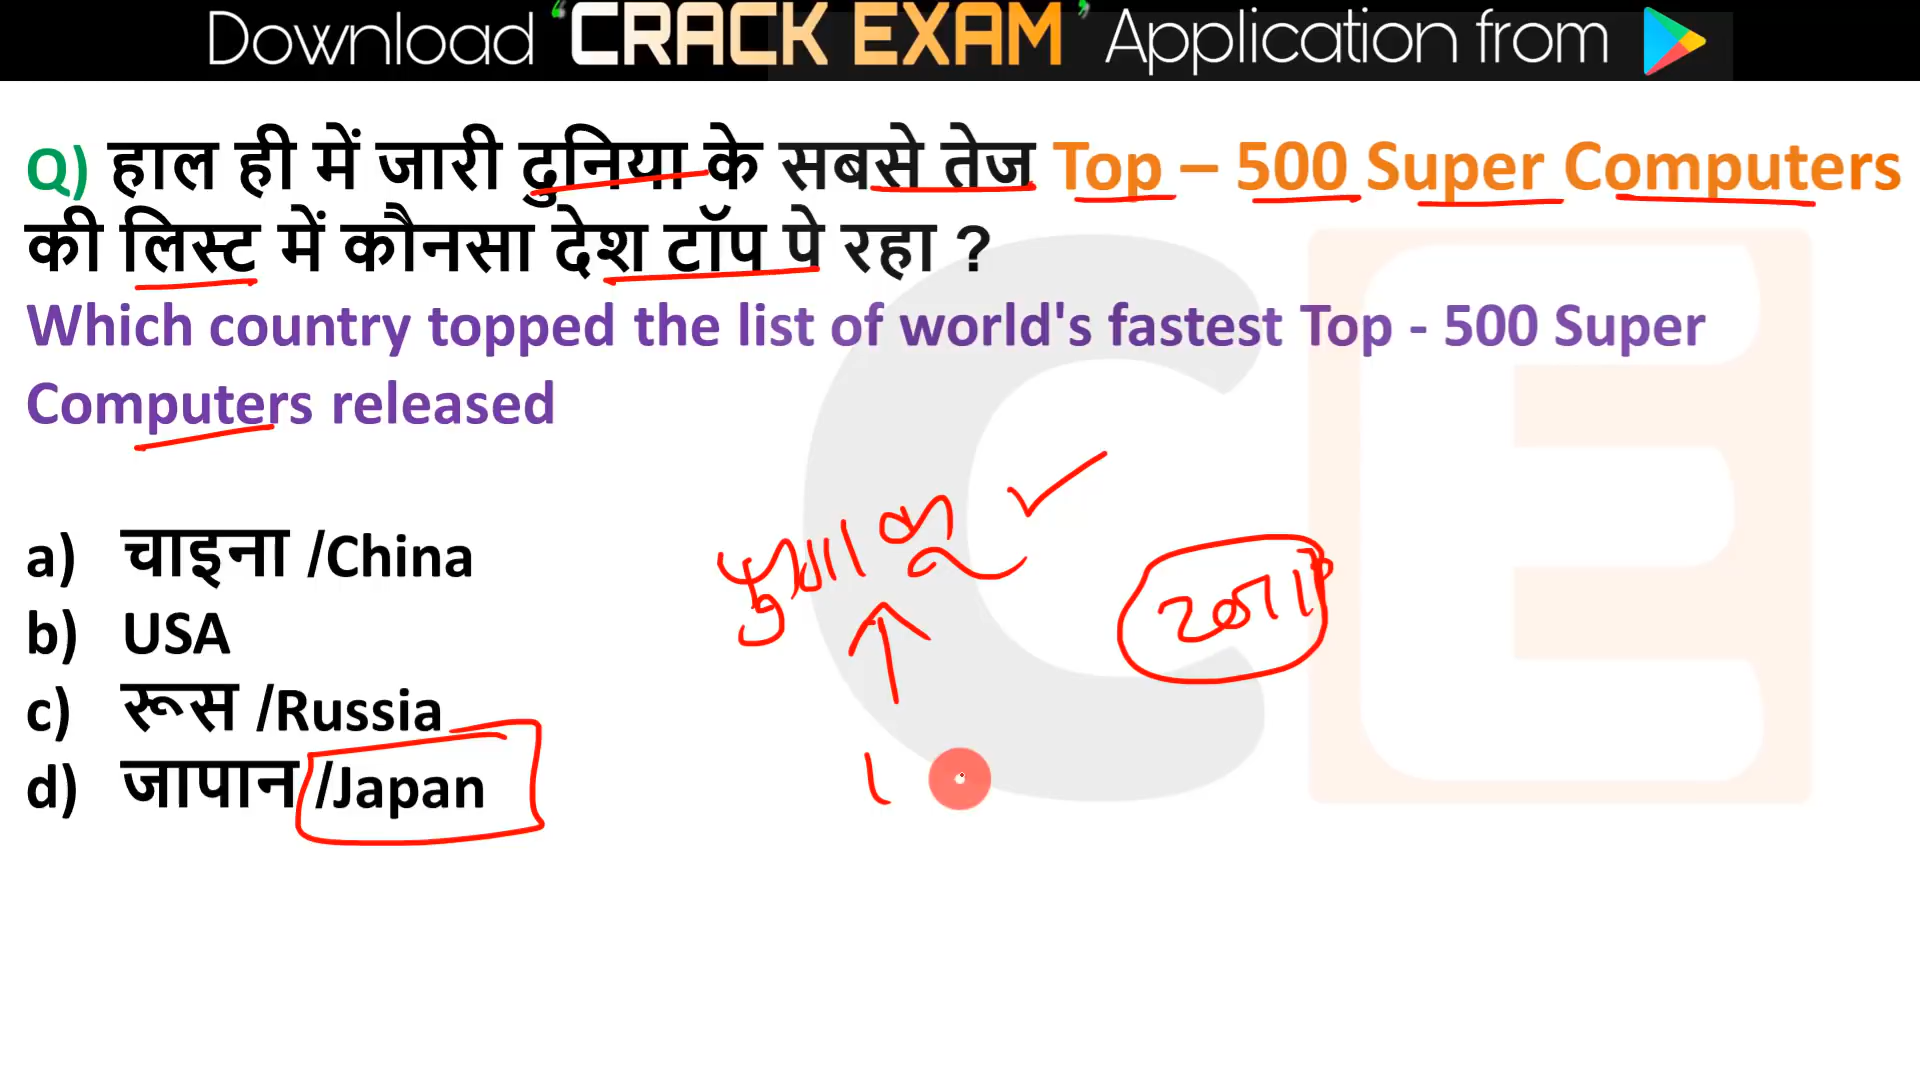 Download ‘CRACK EXAM’ Application from
Q) हाल ही में जारी दुनिया के सबसे तेज Top – 500 Super Computers
की लिस्ट में कौनसा देश टॉप पे रहा ?
Which country topped the list of world's fastest Top - 500 Super
Computers released
a) चाइना /China
b) USA
c) रूस /Russia
d) जापान /Japan
CE